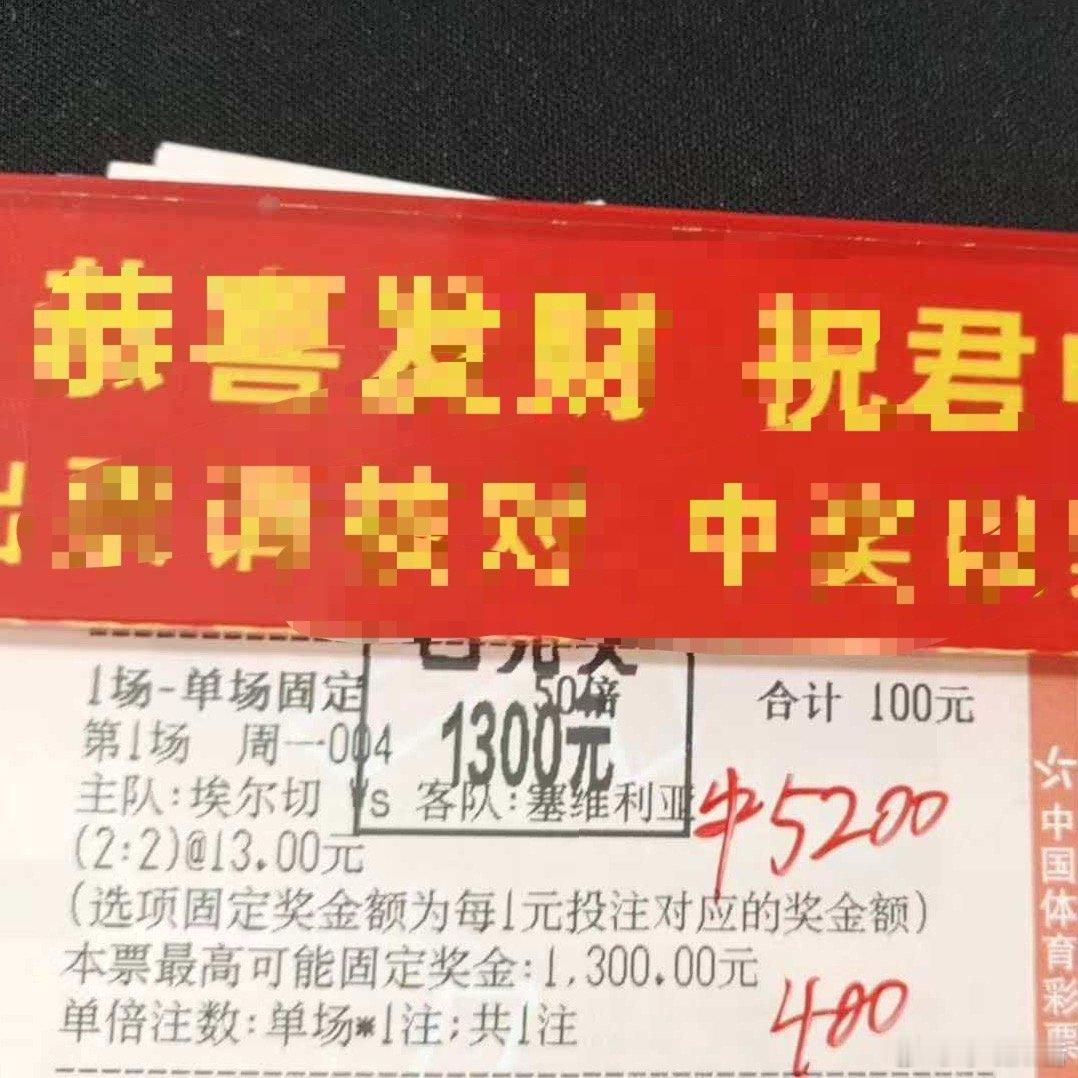 恭喜发财 祝君中
出票请核对 中奖
1场-单场固定 50倍 合计 100元
1300元
第1场 周一004
主队:埃尔切 Vs 客队:塞维利亚
中5200
(2:2)@13.00元
(选项固定奖金额为每1元投注对应的奖金额)
本票最高可能固定奖金:1,300.00元
单倍注数:单场*1注;共1注
400
中国体育彩票